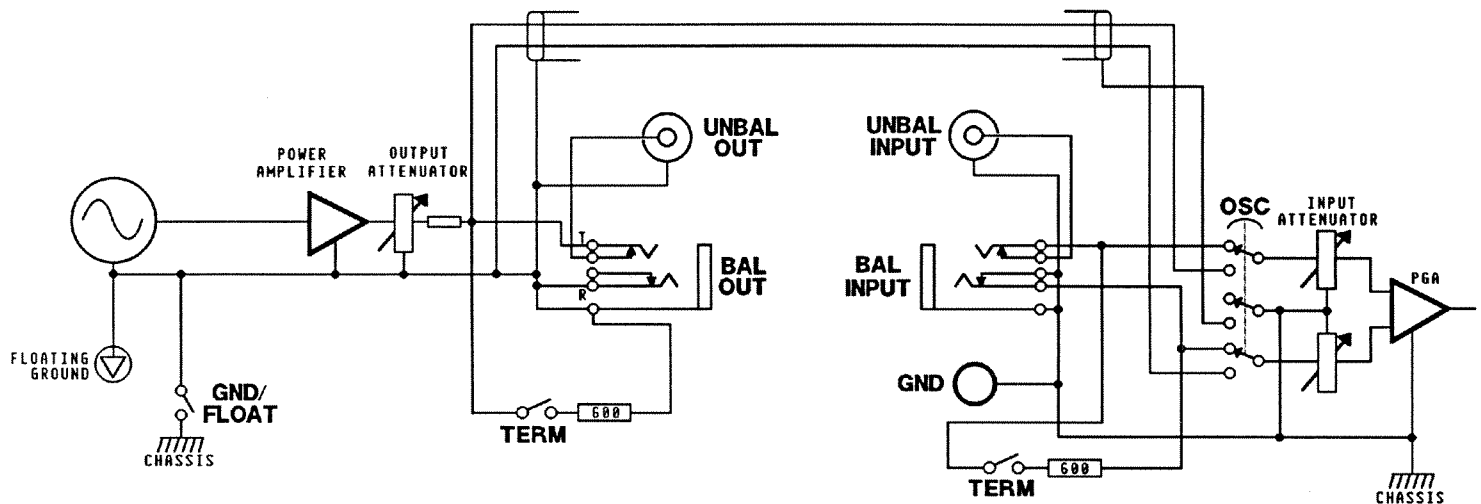 UNBAL
OUT
UNBAL
INPUT
POWER
AMPLIFIER
OUTPUT
ATTENUATOR
OSC
INPUT
ATTENUATOR
T
BAL
OUT
BAL
INPUT
PGA
R
FLOATING
GROUND
GND/
FLOAT
GND
600
TERM
CHASSIS
600
TERM
CHASSIS